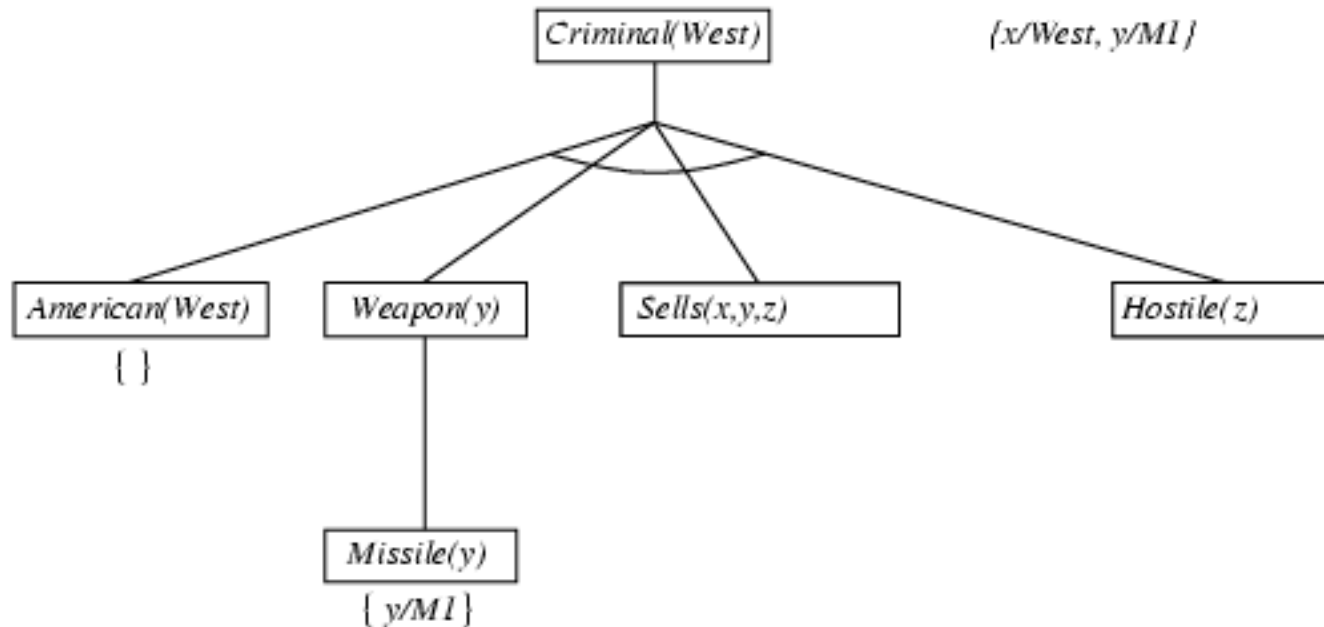 Criminal(West)
{x/West, y/M1}
American(West)
Weapon(y)
Sells(x,y,z)
Hostile(z)
{ }
Missile(y)
{ y/M1 }